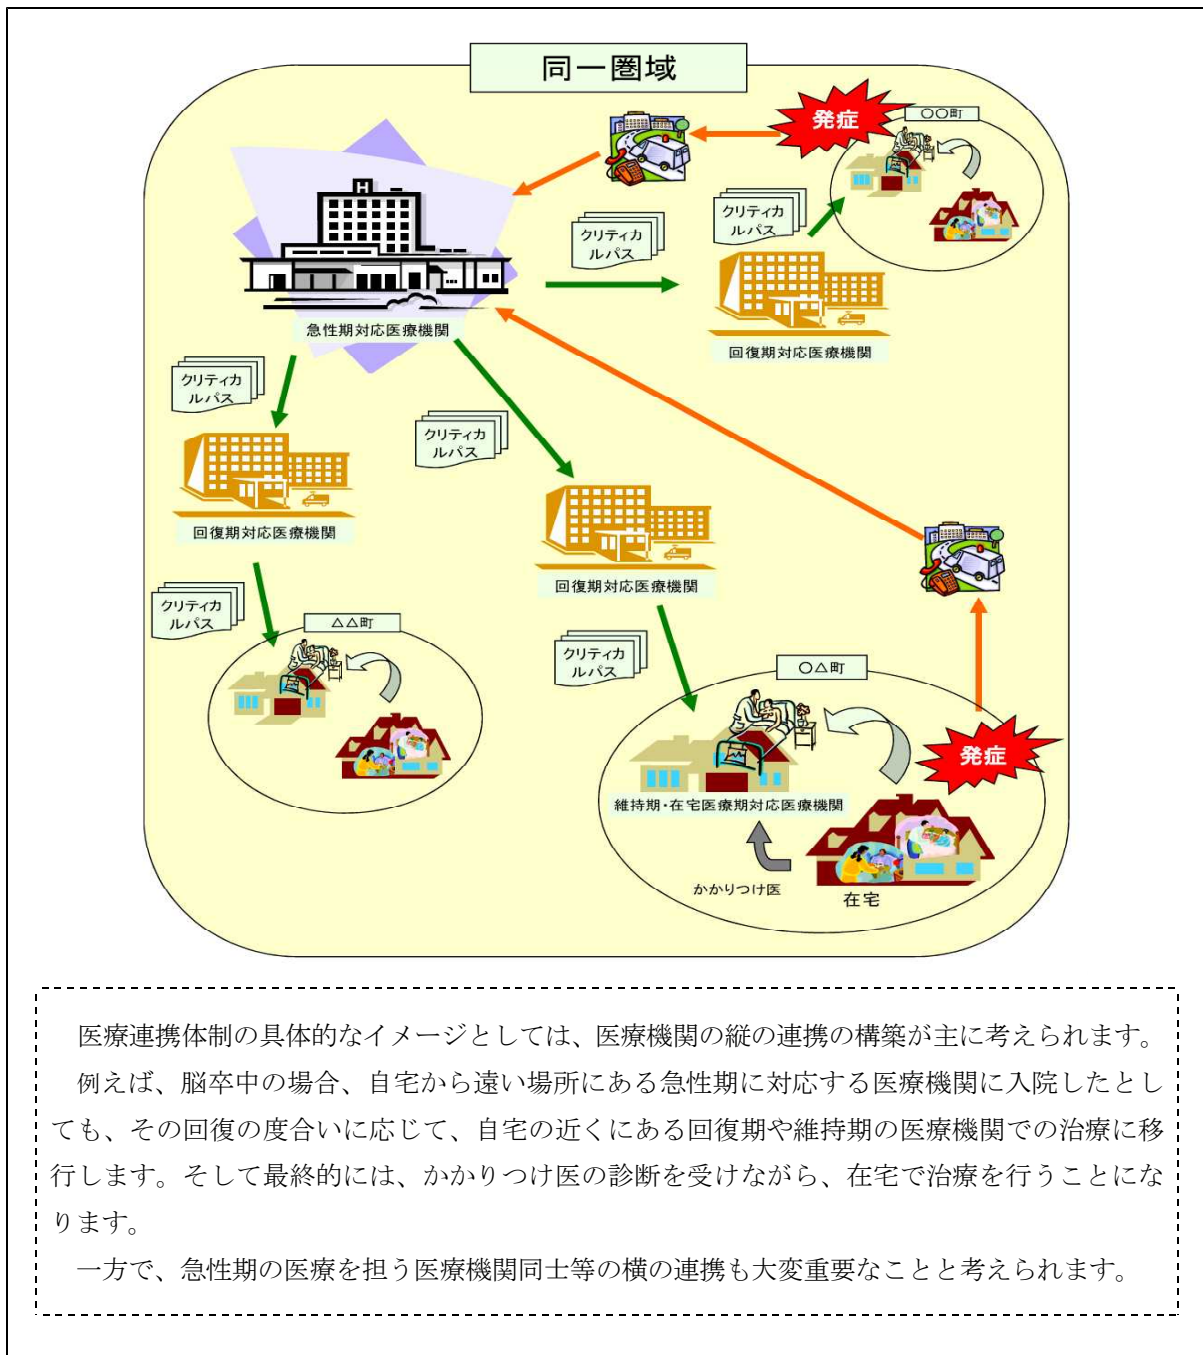 同一圏域
発症
〇〇町
クリティカ
ルパス
クリティカ
ルパス
急性期対応医療機関
回復期対応医療機関
クリティカ
ルパス
クリティカ
ルパス
回復期対応医療機関
回復期対応医療機関
クリティカ
ルパス
△△町
クリティカ
ルパス
〇△町
発症
維持期・在宅医療期対応医療機関
かかりつけ医
在宅
医療連携体制の具体的なイメージとしては、医療機関の縦の連携の構築が主に考えられます。
例えば、脳卒中の場合、自宅から遠い場所にある急性期に対応する医療機関に入院したとし
ても、その回復の度合いに応じて、自宅の近くにある回復期や維持期の医療機関での治療に移
行します。そして最終的には、かかりつけ医の診断を受けながら、在宅で治療を行うことにな
ります。
一方で、急性期の医療を担う医療機関同士等の横の連携も大変重要なことと考えられます。